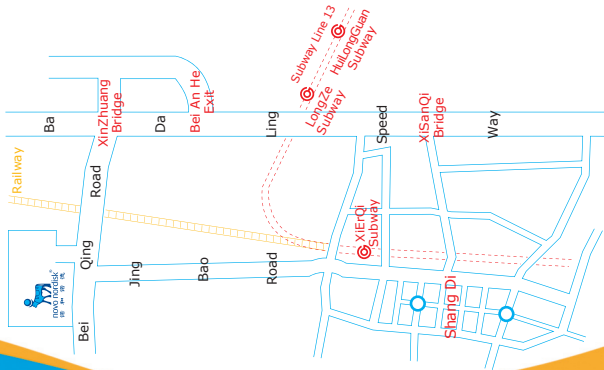 Subway Line 13
HuiLongGuan
Subway
LongZe
Subway
XinZhuang
Bridge
Bei An He
Exit
Ba
Da
Ling
Speed
Way
XiSanQi
Bridge
Railway
Road
Qing
Bei
Jing
Bao
Road
XiErQi
Subway
Shang Di
novo nordisk®